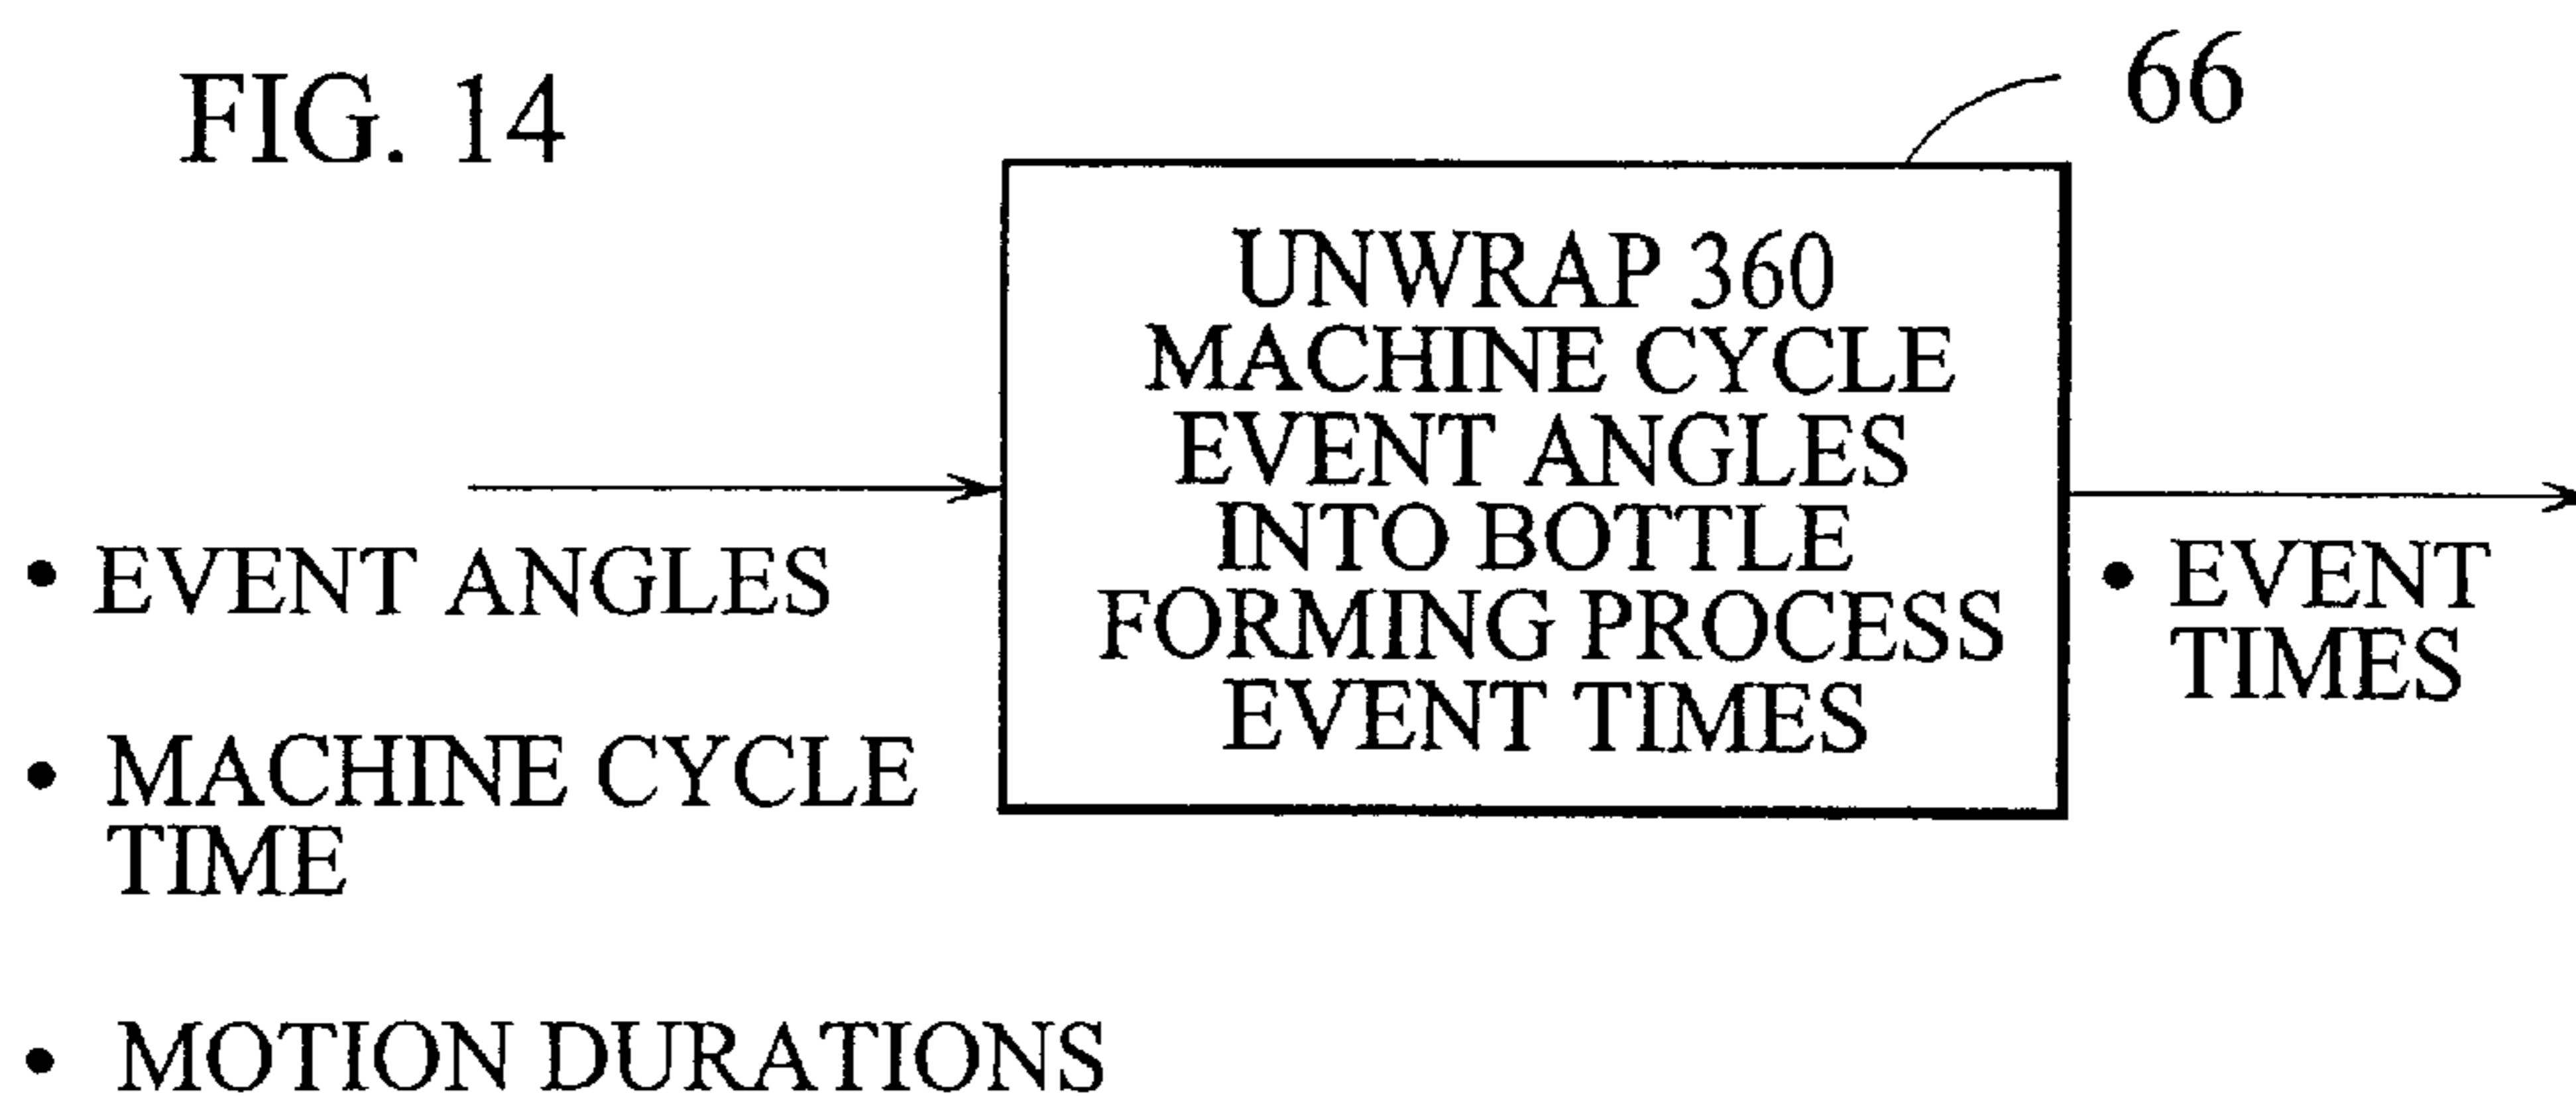 FIG. 14
66
UNWRAP 360
MACHINE CYCLE
EVENT ANGLES
INTO BOTTLE
FORMING PROCESS
EVENT TIMES
• EVENT ANGLES
• MACHINE CYCLE
TIME
• MOTION DURATIONS
• EVENT
TIMES